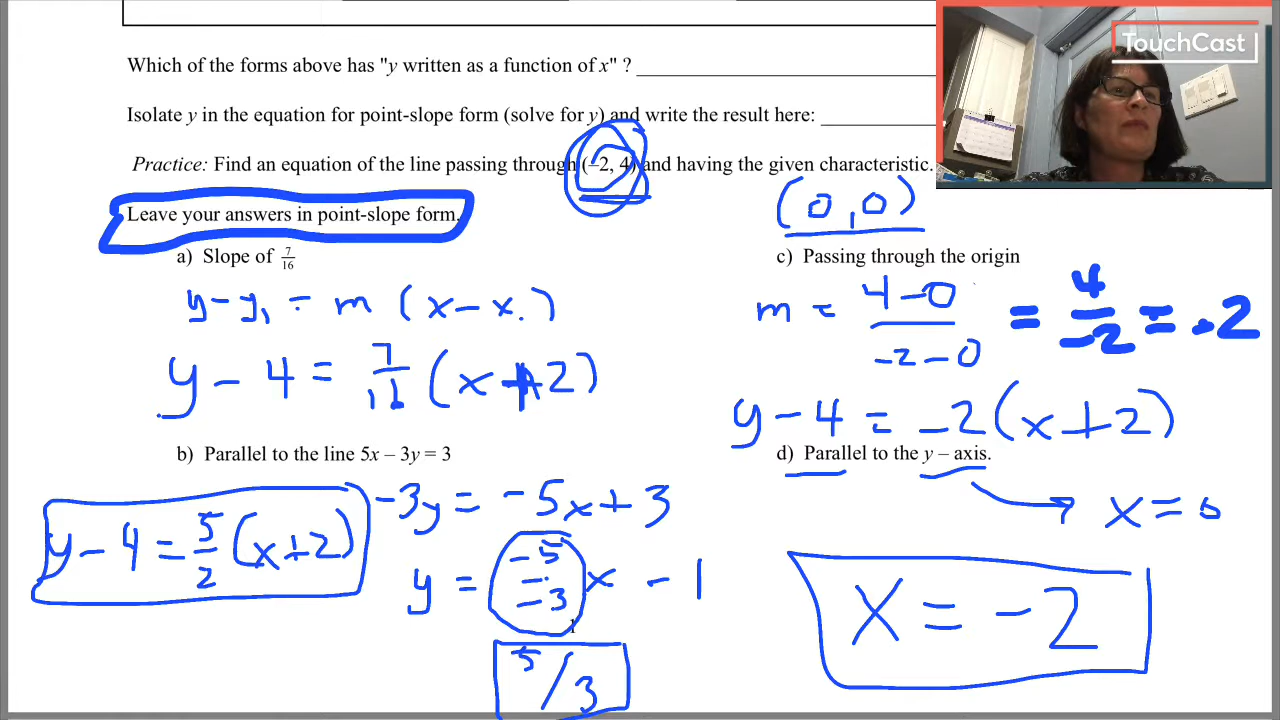 TouchCast
Which of the forms above has "y written as a function of x" ?
Isolate y in the equation for point-slope form (solve for y) and write the result here:
Practice: Find an equation of the line passing through (–2, 4) and having the given characteristic.
Leave your answers in point-slope form.
a) Slope of 7/16
y - y₁ = m (x - x₁)
y - 4 = 7/16 (x + 2)
b) Parallel to the line 5x – 3y = 3
-3y = -5x + 3
y = -5/-3 x - 1
1
5/3
y - 4 = 5/2 (x + 2)
(0,0)
c) Passing through the origin
m = 4-0/-2-0 = 4/-2 = -2
y - 4 = -2(x + 2)
d) Parallel to the y – axis.
x = 0
x = -2